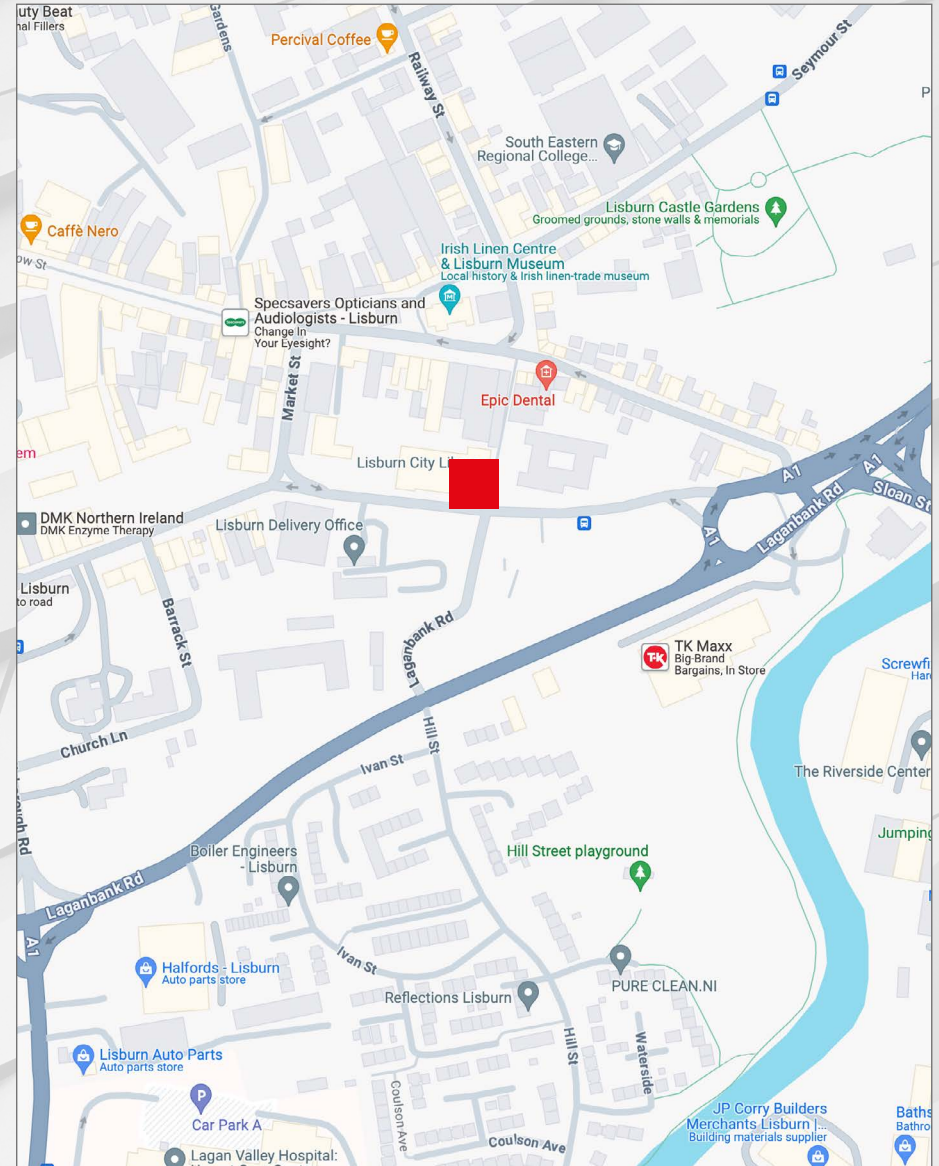 uty Beat
nal Fillers
Gardens
Percival Coffee
Railway St
Seymour St
P
South Eastern
Regional College...
Lisburn Castle Gardens
Groomed grounds, stone walls & memorials
Caffè Nero
ow St
Irish Linen Centre
& Lisburn Museum
Local history & Irish linen-trade museum
Specsavers Opticians and
Audiologists - Lisburn
Change In
Your Eyesight?
Market St
Epic Dental
em
Lisburn City Li
A1
A1
Sloan St
Laganbank Rd
A1
DMK Northern Ireland
DMK Enzyme Therapy
Lisburn Delivery Office
Lisburn
to road
Barrack St
Laganbank Rd
TK Maxx
Big-Brand
Bargains, In Store
Screwfi
Har
Church Ln
Hill St
Ivan St
The Riverside Center
ough Rd
Jumping
Boiler Engineers
- Lisburn
Hill Street playground
Laganbank Rd
A1
Ivan St
Halfords - Lisburn
Auto parts store
PURE CLEAN.NI
Reflections Lisburn
Hill St
Waterside
Lisburn Auto Parts
Auto parts store
P
Car Park A
Coulson Ave
JP Corry Builders
Merchants Lisburn |...
Building materials supplier
Baths
Bathro
Coulson Ave
Lagan Valley Hospital: